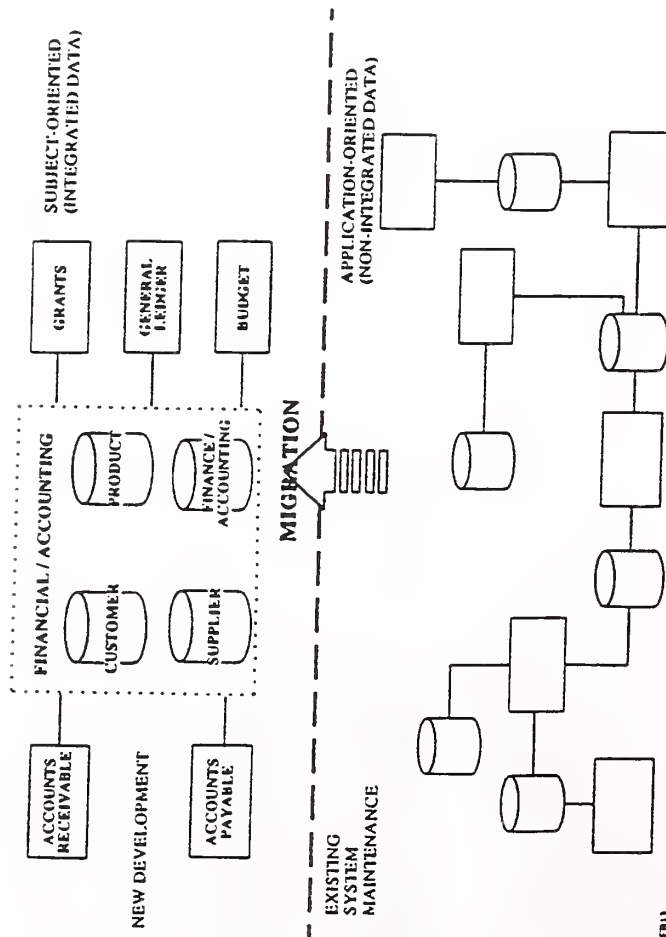 SUBJECT-ORIENTED
(INTEGRATED DATA)
GRANTS
GENERAL
LEDGER
BUDGET
FINANCIAL / ACCOUNTING
PRODUCT
FINANCE /
ACCOUNTING
CUSTOMER
SUPPLIER
ACCOUNTS
RECEIVABLE
NEW DEVELOPMENT
ACCOUNTS
PAYABLE
MIGRATION
EXISTING
SYSTEM
MAINTENANCE
APPLICATION-ORIENTED
(NON-INTEGRATED DATA)